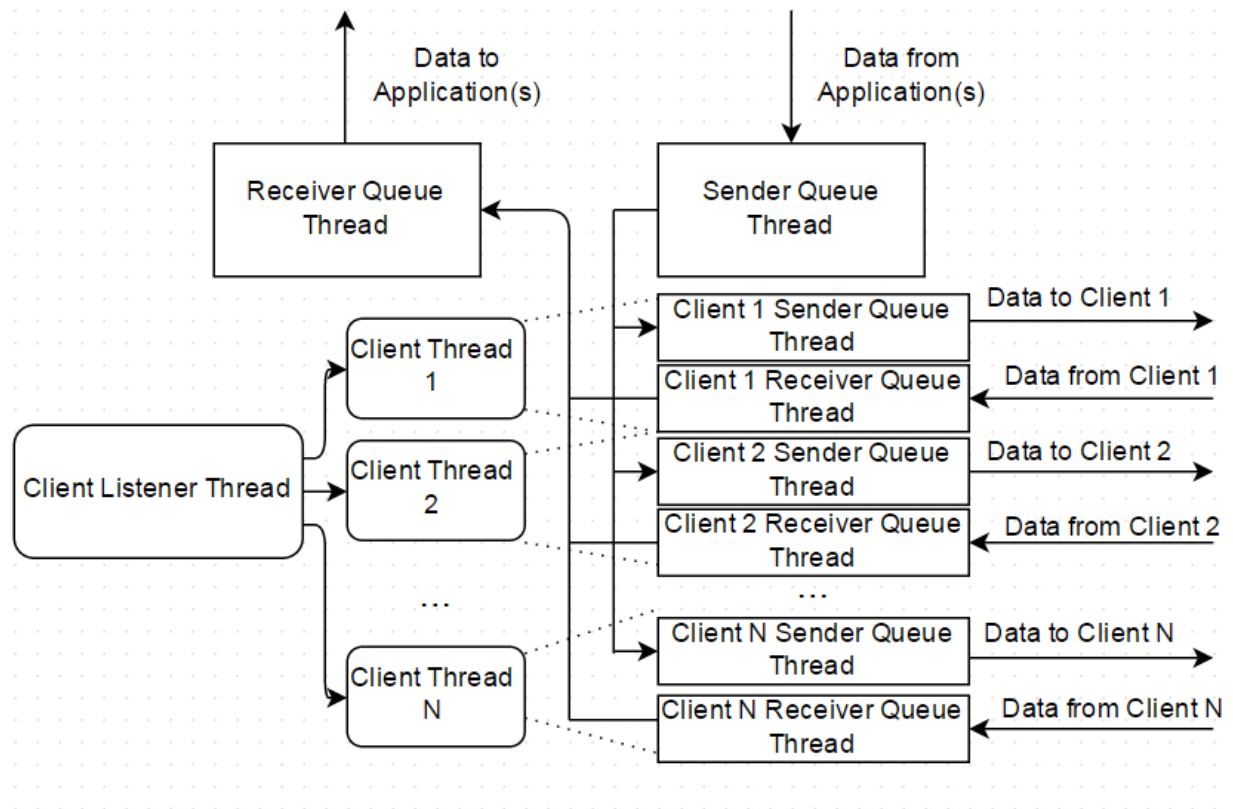 Data to
Application(s)
Data from
Application(s)
Receiver Queue
Thread
Sender Queue
Thread
Client 1 Sender Queue
Thread
Data to Client 1
Client Thread
1
Client 1 Receiver Queue
Thread
Data from Client 1
Client Listener Thread
Client Thread
2
Client 2 Sender Queue
Thread
Data to Client 2
Client 2 Receiver Queue
Thread
Data from Client 2
...
...
Client Thread
N
Client N Sender Queue
Thread
Data to Client N
Client N Receiver Queue
Thread
Data from Client N